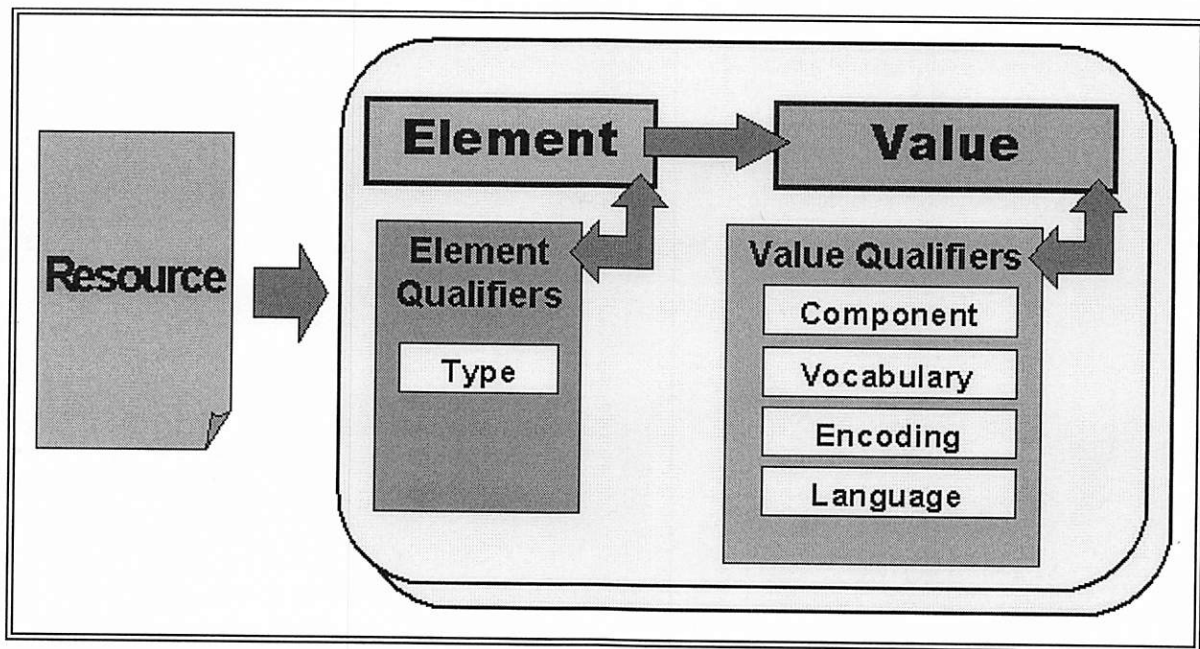 Resource
Element
Element
Qualifiers
Type
Value
Value Qualifiers
Component
Vocabulary
Encoding
Language